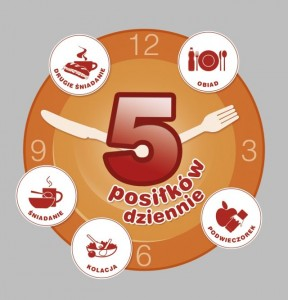 12
DRUGIE ŚNIADANIE
OBIAD
9
5
3
posiłków
dziennie
ŚNIADANIE
PODWIECZOREK
KOLACJA
6